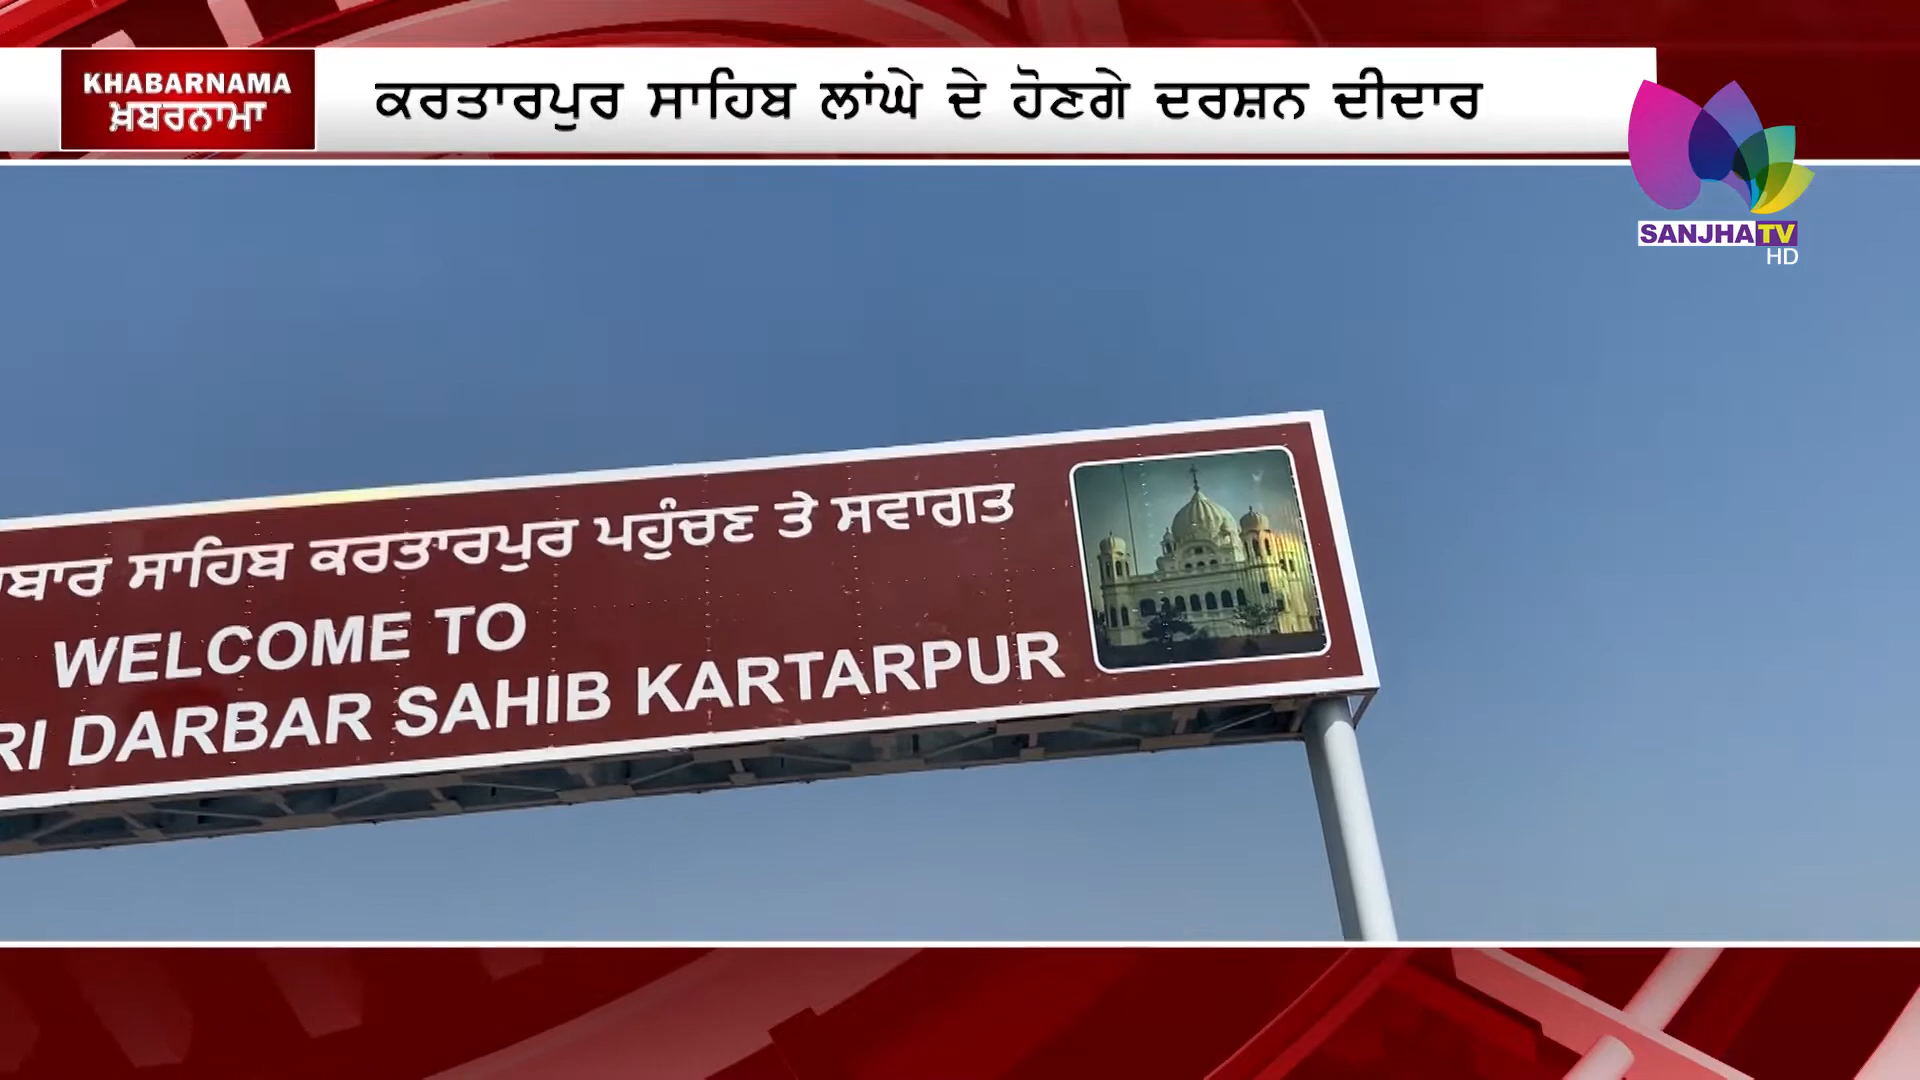 KHABARNAMA
ਖ਼ਬਰਨਾਮਾ
ਕਰਤਾਰਪੁਰ ਸਾਹਿਬ ਲਾਂਘੇ ਦੇ ਹੋਣਗੇ ਦਰਸ਼ਨ ਦੀਦਾਰ
SANJHA TV
HD
ਸਾਹਿਬ ਕਰਤਾਰਪੁਰ ਪਹੁੰਚਣ ਤੇ ਸਵਾਗਤ
WELCOME TO
DARBAR SAHIB KARTARPUR